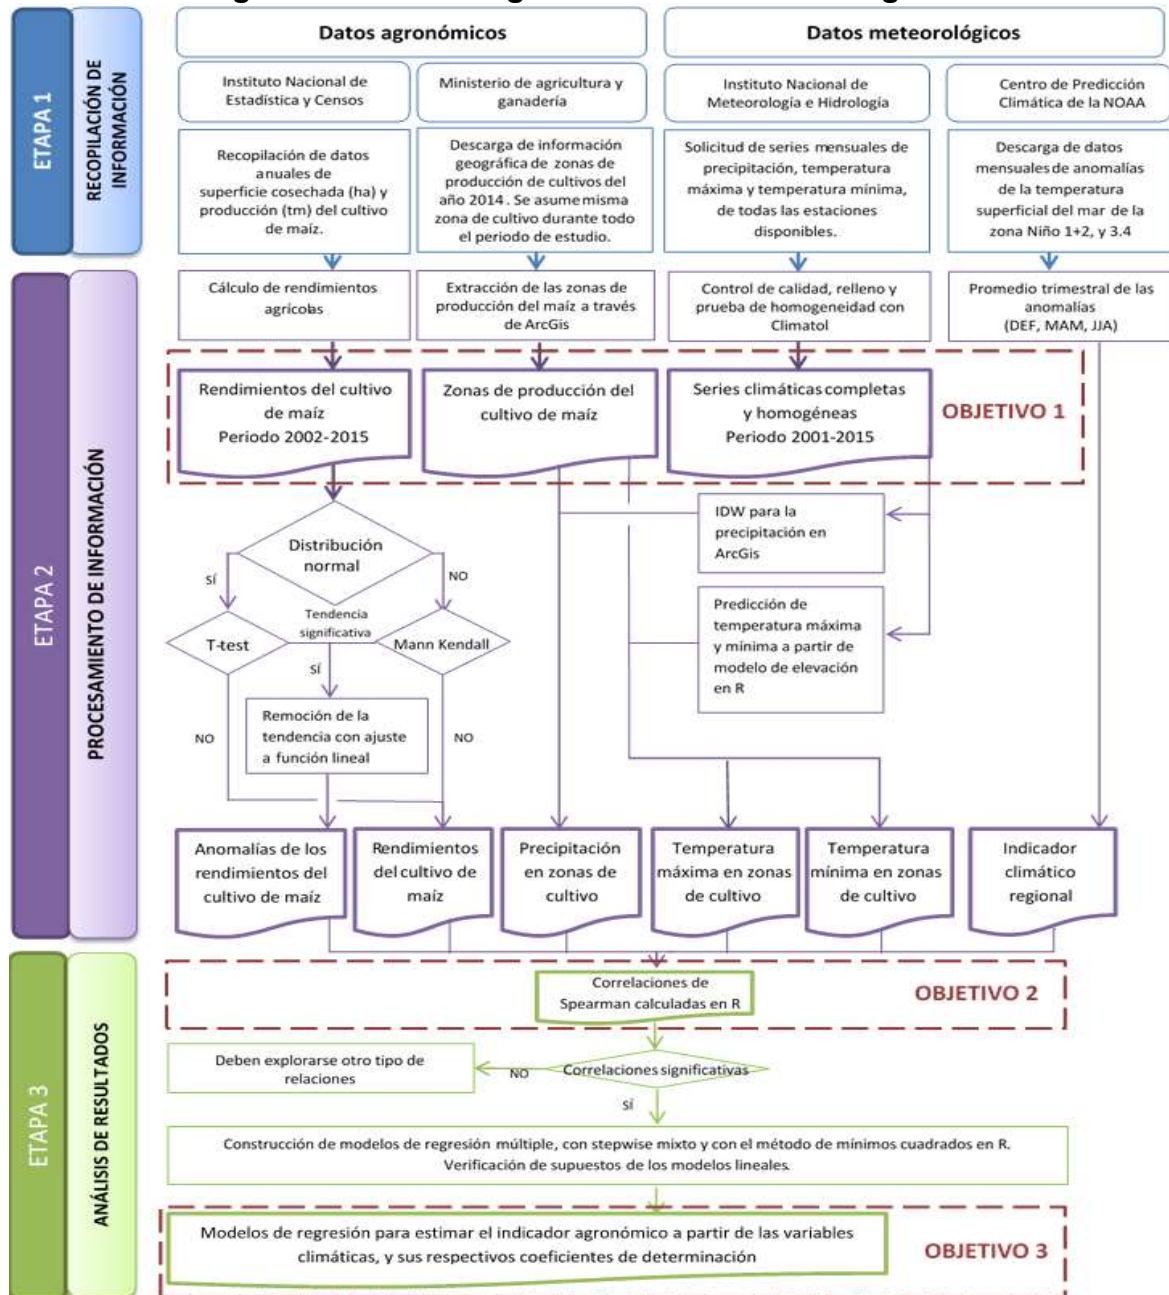 Datos agronómicos
Datos meteorológicos
ETAPA 1
RECOPILACIÓN DE
INFORMACIÓN
Instituto Nacional de
Estadística y Censos
Ministerio de agricultura y
ganadería
Instituto Nacional de
Meteorología e Hidrología
Centro de Predicción
Climática de la NOAA
Recopilación de datos
anuales de
superficie cosechada (ha) y
producción (tm) del cultivo
de maíz.
Descarga de información
geográfica de zonas de
producción de cultivos del
año 2014. Se asume misma
zona de cultivo durante todo
el periodo de estudio.
Solicitud de series mensuales de
precipitación, temperatura
máxima y temperatura mínima,
de todas las estaciones
disponibles.
Descarga de datos
mensuales de anomalías
de la temperatura
superficial del mar de la
zona Niño 1+2, y 3.4
ETAPA 2
PROCESAMIENTO DE INFORMACIÓN
Cálculo de rendimientos
agrícolas
Extracción de las zonas de
producción del maíz a través
de ArcGis
Control de calidad, relleno y
prueba de homogeneidad con
Climatol
Promedio trimestral de las
anomalías
(DEF, MAM, JJA)
Rendimientos del cultivo
de maíz
Periodo 2002-2015
Zonas de producción del
cultivo de maíz
Series climáticas completas
y homogéneas
Periodo 2001-2015
OBJETIVO 1
Distribución
normal
SÍ
NO
IDW para la
precipitación en
ArcGis
T-test
Tendencia
significativa
Mann Kendall
SÍ
Predicción de
temperatura máxima
y mínima a partir de
modelo de elevación
en R
NO
Remoción de la
tendencia con ajuste
a función lineal
NO
Anomalías de los
rendimientos del
cultivo de maíz
Rendimientos
del cultivo de
maíz
Precipitación
en zonas de
cultivo
Temperatura
máxima en zonas
de cultivo
Temperatura
mínima en zonas
de cultivo
Indicador
climático
regional
ETAPA 3
ANÁLISIS DE RESULTADOS
Correlaciones de
Spearman calculadas en R
OBJETIVO 2
Deben explorarse otro tipo de
relaciones
NO
Correlaciones significativas
SÍ
Construcción de modelos de regresión múltiple, con stepwise mixto y con el método de mínimos cuadrados en R.
Verificación de supuestos de los modelos lineales.
Modelos de regresión para estimar el indicador agronómico a partir de las variables
climáticas, y sus respectivos coeficientes de determinación
OBJETIVO 3